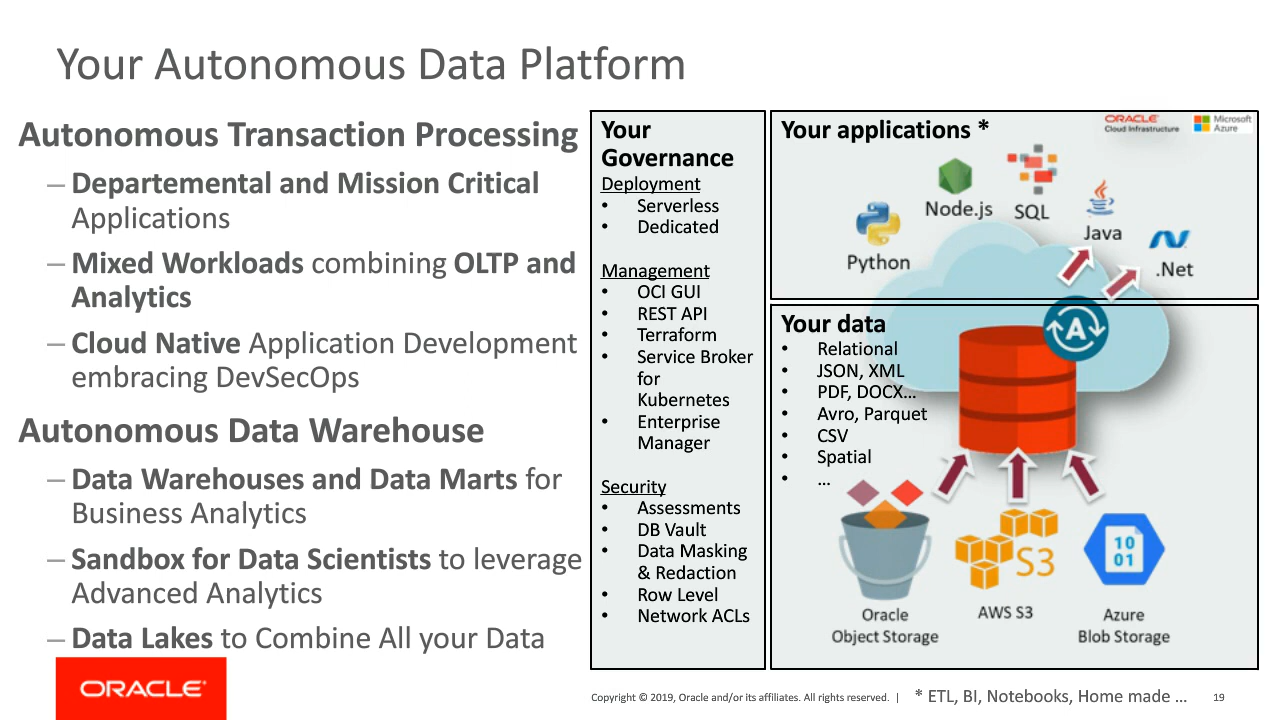 Your Autonomous Data Platform
Autonomous Transaction Processing
– Departemental and Mission Critical
Applications
– Mixed Workloads combining OLTP and
Analytics
– Cloud Native Application Development
embracing DevSecOps
Autonomous Data Warehouse
– Data Warehouses and Data Marts for
Business Analytics
– Sandbox for Data Scientists to leverage
Advanced Analytics
– Data Lakes to Combine All your Data
Your
Governance
Deployment
• Serverless
• Dedicated
Management
• OCI GUI
• REST API
• Terraform
• Service Broker
for
Kubernetes
• Enterprise
Manager
Security
• Assessments
• DB Vault
• Data Masking
& Redaction
• Row Level
• Network ACLs
Your applications *
ORACLE
Cloud Infrastructure
Microsoft
Azure
Python
Node.js
SQL
Java
.Net
Your data
• Relational
• JSON, XML
• PDF, DOCX...
• Avro, Parquet
• CSV
• Spatial
• ...
A
S3
10
01
Oracle
Object Storage
AWS S3
Azure
Blob Storage
ORACLE
Copyright © 2019, Oracle and/or its affiliates. All rights reserved. |
* ETL, BI, Notebooks, Home made ...
19